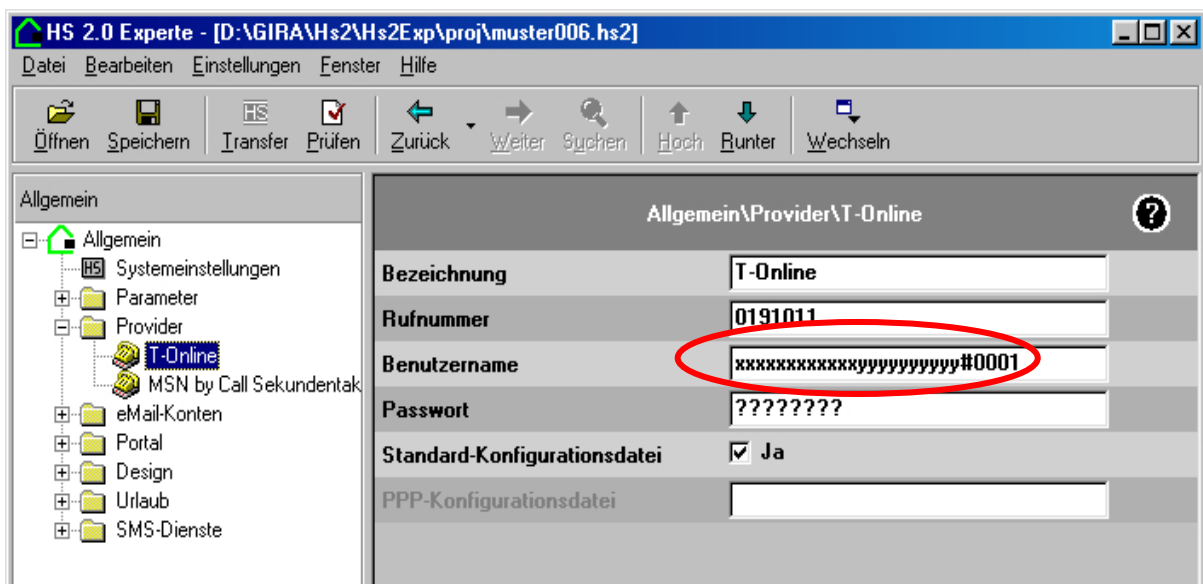 HS 2.0 Experte - [D:\GIRA\Hs2\Hs2Exp\proj\muster006.hs2]
Datei Bearbeiten Einstellungen Fenster Hilfe
Öffnen Speichern HS Transfer Prüfen Zurück Weiter Suchen Hoch Runter Wechseln
Allgemein
Allgemein\Provider\T-Online ?
Allgemein
HS Systemeinstellungen
Parameter
Provider
T-Online
MSN by Call Sekundentak
eMail-Konten
Portal
Design
Urlaub
SMS-Dienste
Bezeichnung T-Online
Rufnummer 0191011
Benutzername xxxxxxxxxxxxyyyyyyyyyy#0001
Passwort ????????
Standard-Konfigurationsdatei Ja
PPP-Konfigurationsdatei